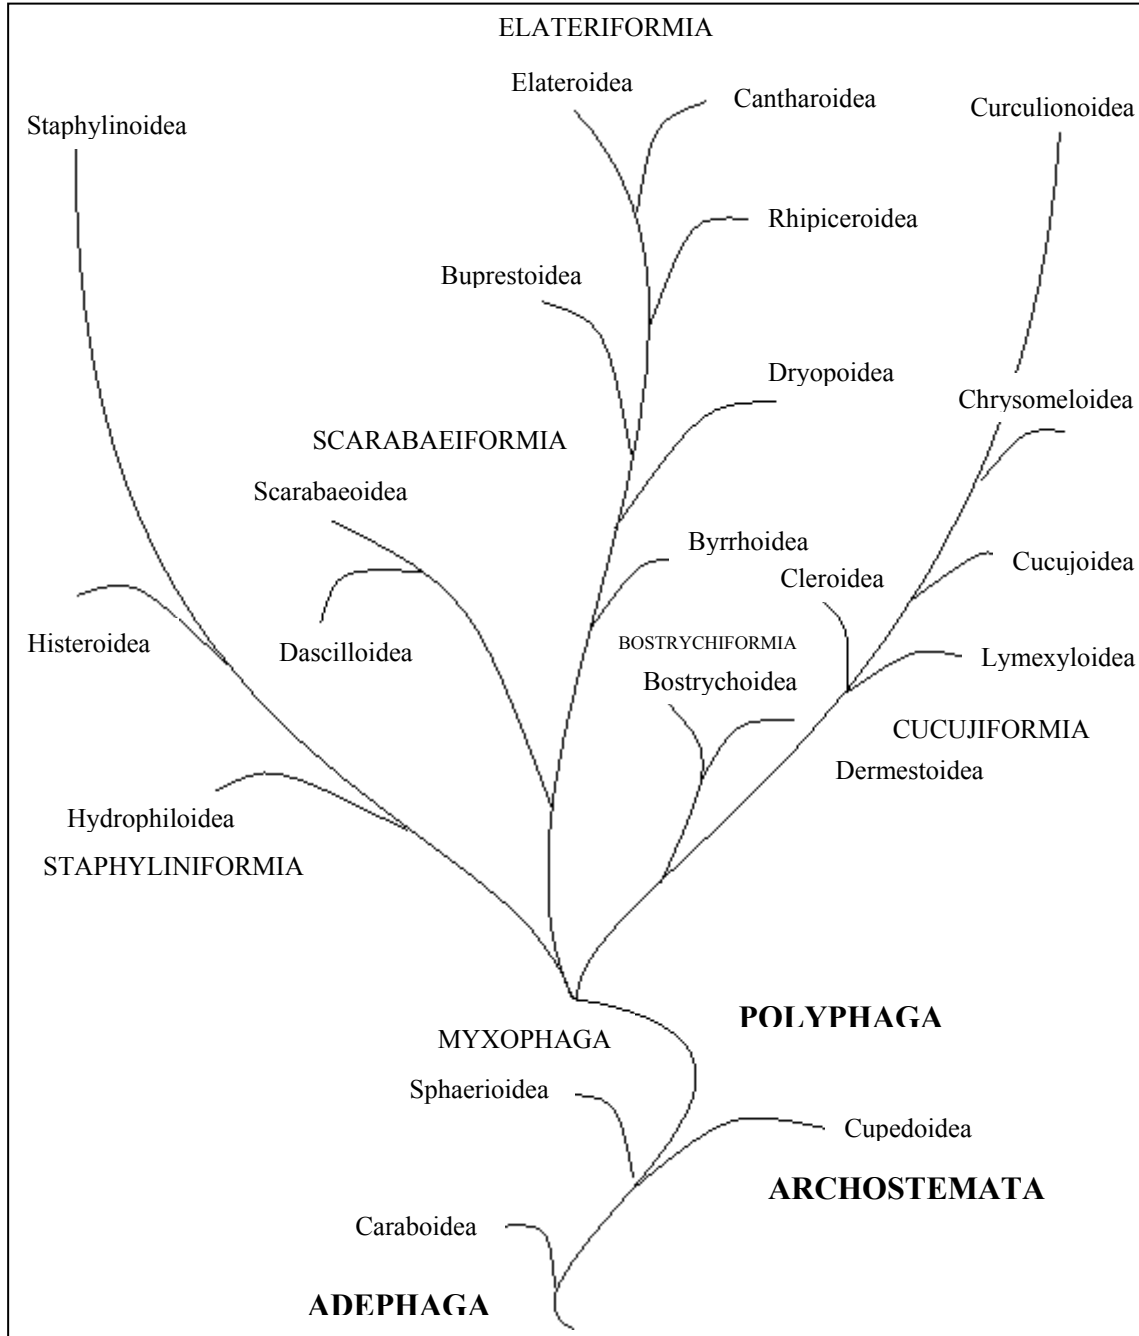 ELATERIFORMIA
Elateroidea
Cantharoidea
Curculionoidea
Staphylinoidea
Rhipiceroidea
Buprestoidea
Dryopoidea
Chrysomeloidea
SCARABAEIFORMIA
Scarabaeoidea
Byrrhoidea
Cucujoidea
Cleroidea
Histeroidea
Dascilloidea
BOSTRYCHIFORMIA
Lymexyloidea
Bostrychoidea
CUCUJIFORMIA
Dermestoidea
Hydrophiloidea
STAPHYLINIFORMIA
POLYPHAGA
MYXOPHAGA
Sphaerioidea
Cupedoidea
ARCHOSTEMATA
Caraboidea
ADEPHAGA